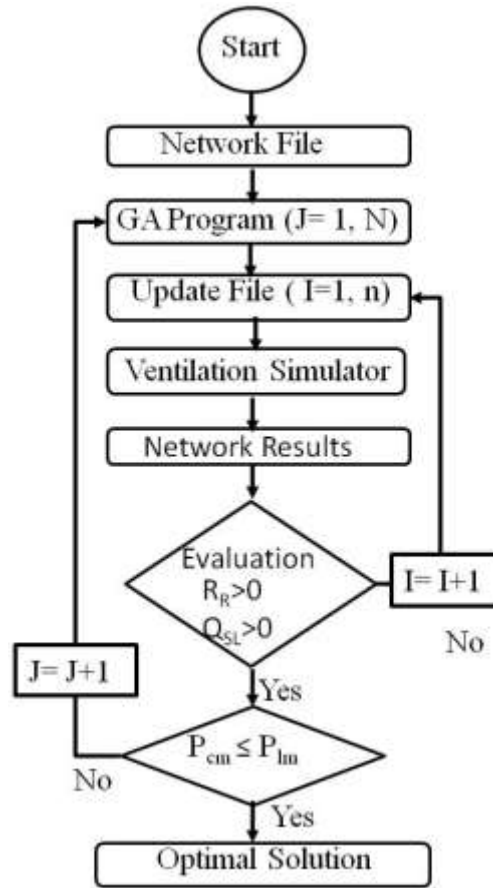 Start
Network File
GA Program (J= 1, N)
Update File ( I=1, n)
Ventilation Simulator
Network Results
Evaluation
R_R>0
Q_SL>0
I= I+1
No
J= J+1
Yes
P_cm ≤ P_lm
No
Yes
Optimal Solution